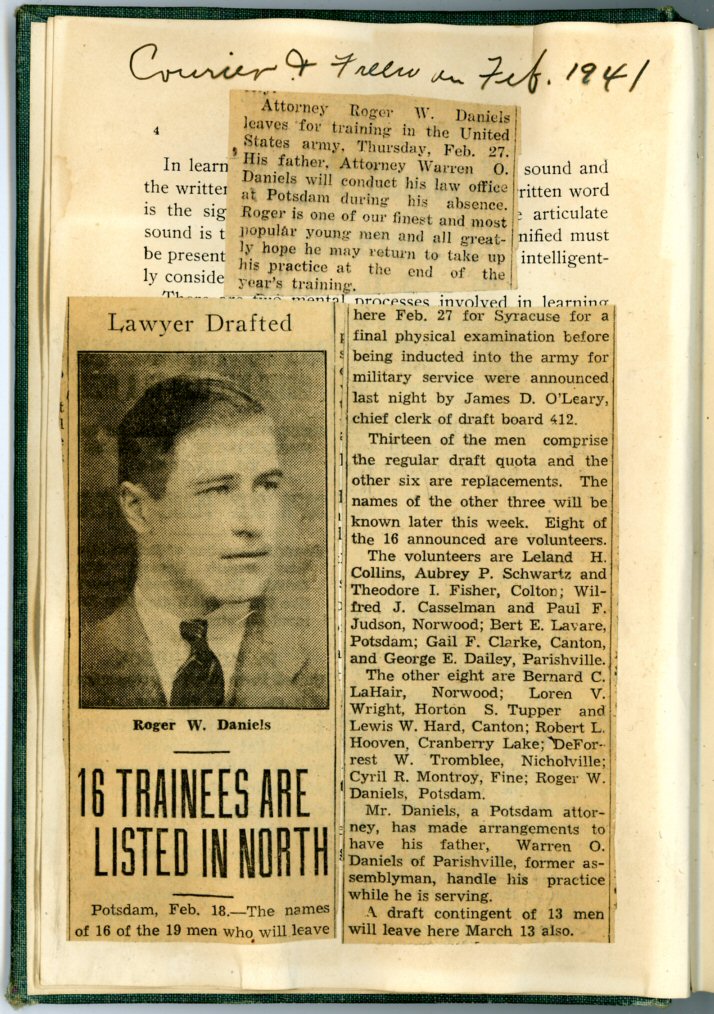 Courier & Freeman Feb. 1941
Attorney Roger W. Daniels
leaves for training in the United
States army, Thursday, Feb. 27.
His father, Attorney Warren O.
Daniels will conduct his law office
at Potsdam during his absence.
Roger is one of our finest and most
popular young men and all great-
ly hope he may return to take up
his practice at the end of the
year's training.
4
In learn
sound and
the writte
ritten word
is the sig
articulate
sound is t
nified must
be present
intelligent-
ly conside
There are five mental processes involved in learning
Lawyer Drafted
Roger W. Daniels
16 TRAINEES ARE
LISTED IN NORTH
Potsdam, Feb. 18.—The names
of 16 of the 19 men who will leave
here Feb. 27 for Syracuse for a
final physical examination before
being inducted into the army for
military service were announced
last night by James D. O'Leary,
chief clerk of draft board 412.
Thirteen of the men comprise
the regular draft quota and the
other six are replacements. The
names of the other three will be
known later this week. Eight of
the 16 announced are volunteers.
The volunteers are Leland H.
Collins, Aubrey P. Schwartz and
Theodore I. Fisher, Colton; Wil-
fred J. Casselman and Paul F.
Judson, Norwood; Bert E. Lavare,
Potsdam; Gail F. Clarke, Canton,
and George E. Dailey, Parishville.
The other eight are Bernard C.
LaHair, Norwood; Loren V.
Wright, Horton S. Tupper and
Lewis W. Hard, Canton; Robert L.
Hooven, Cranberry Lake; DeFor-
rest W. Tromblee, Nicholville;
Cyril R. Montroy, Fine; Roger W.
Daniels, Potsdam.
Mr. Daniels, a Potsdam attor-
ney, has made arrangements to
have his father, Warren O.
Daniels of Parishville, former as-
semblyman, handle his practice
while he is serving.
A draft contingent of 13 men
will leave here March 13 also.